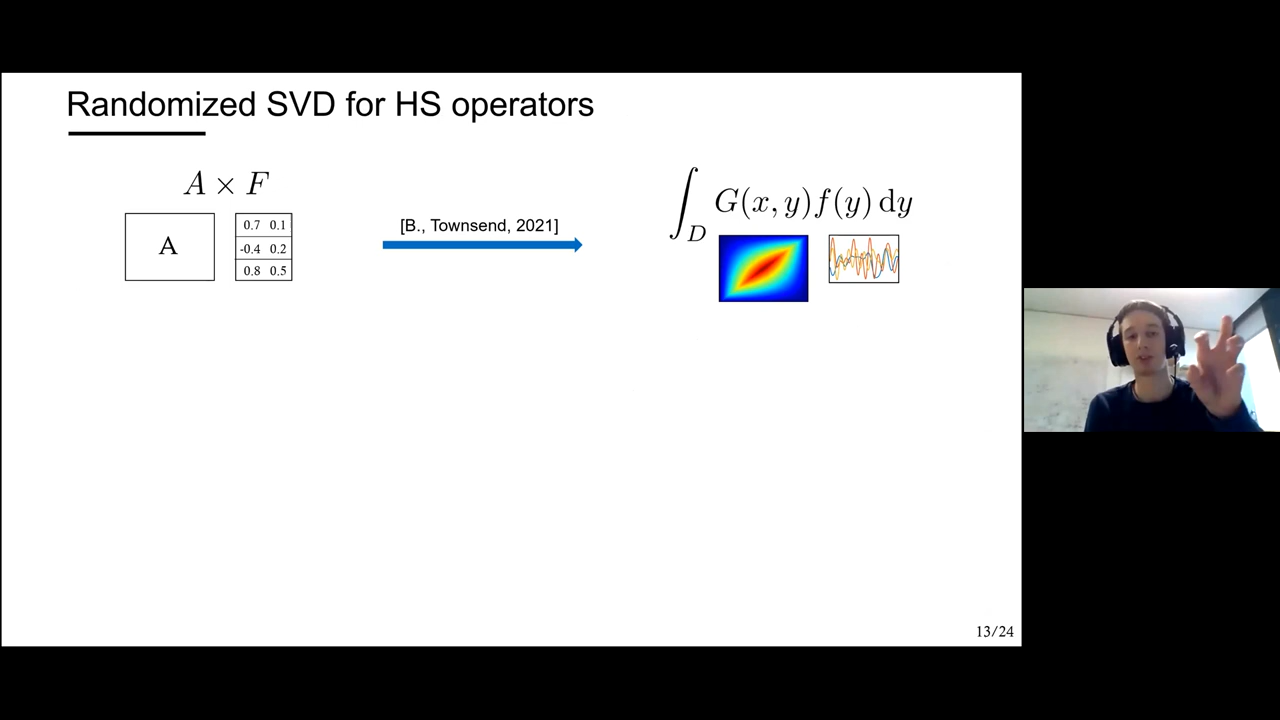 Randomized SVD for HS operators
A × F
A
0.7 0.1
-0.4 0.2
0.8 0.5
[B., Townsend, 2021]
∫_D G(x, y)f(y) dy
13/24